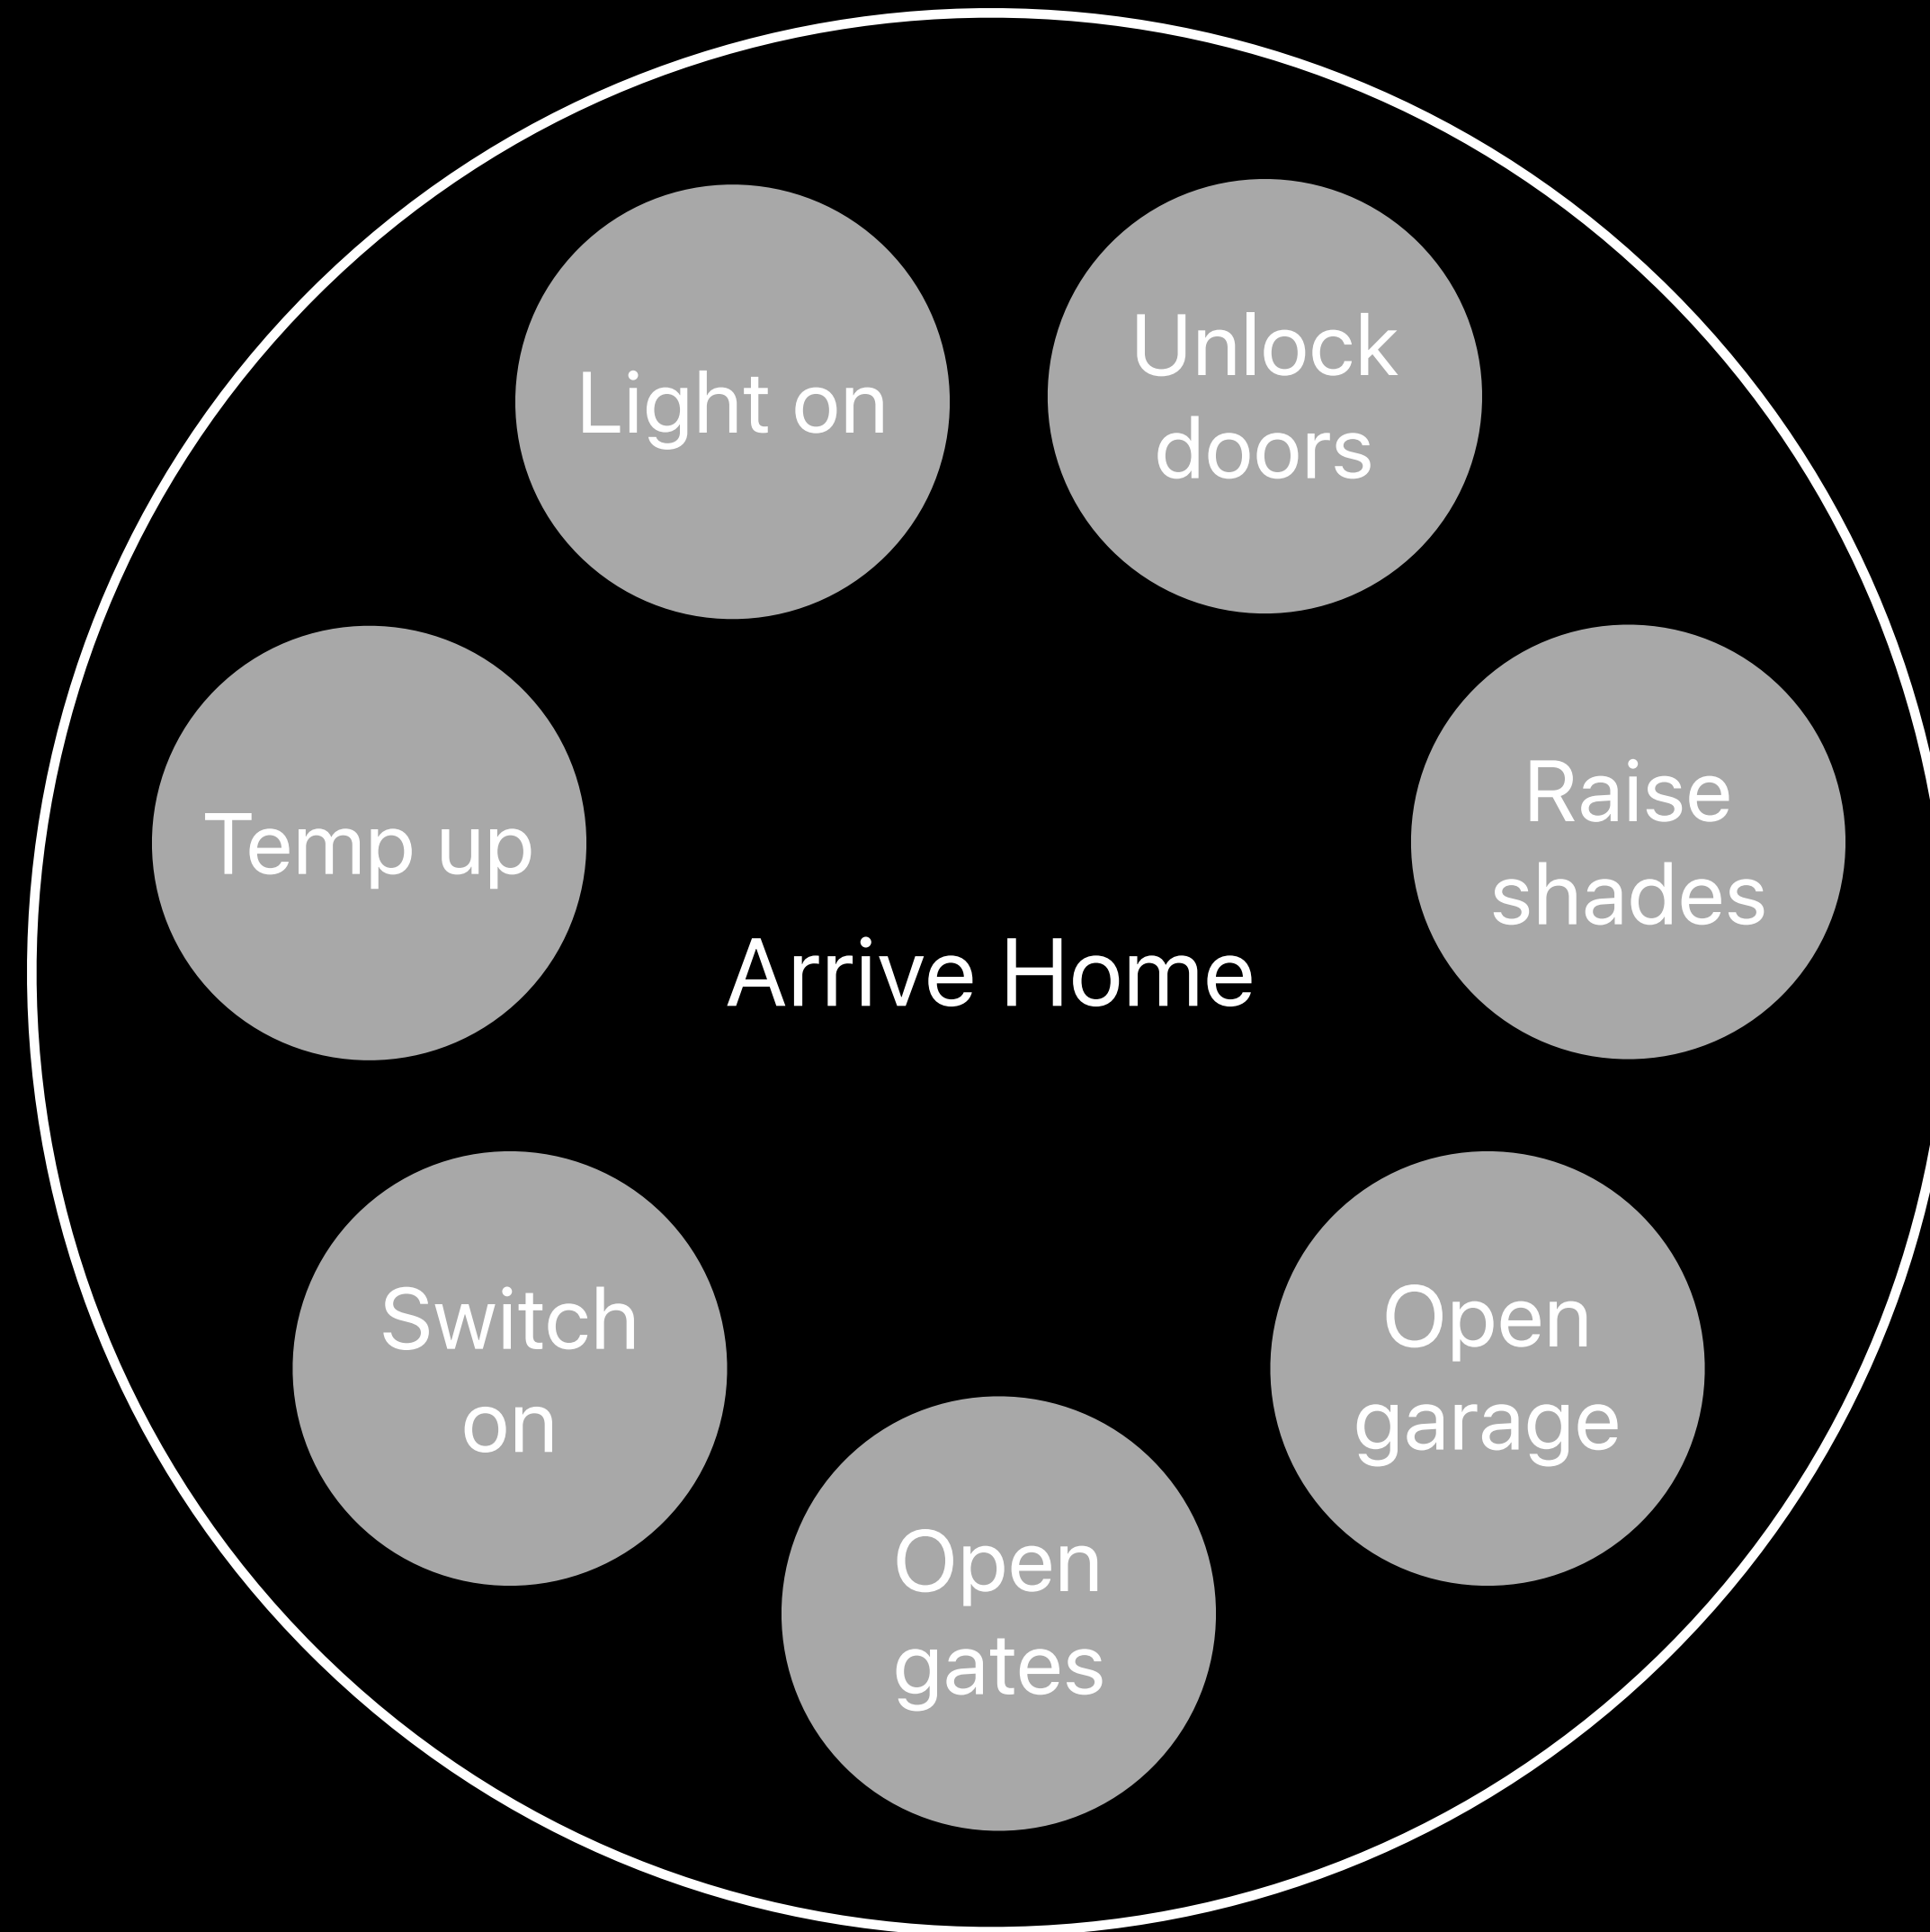 Light on
Unlock
doors
Temp up
Raise
shades
Arrive Home
Switch
on
Open
garage
Open
gates